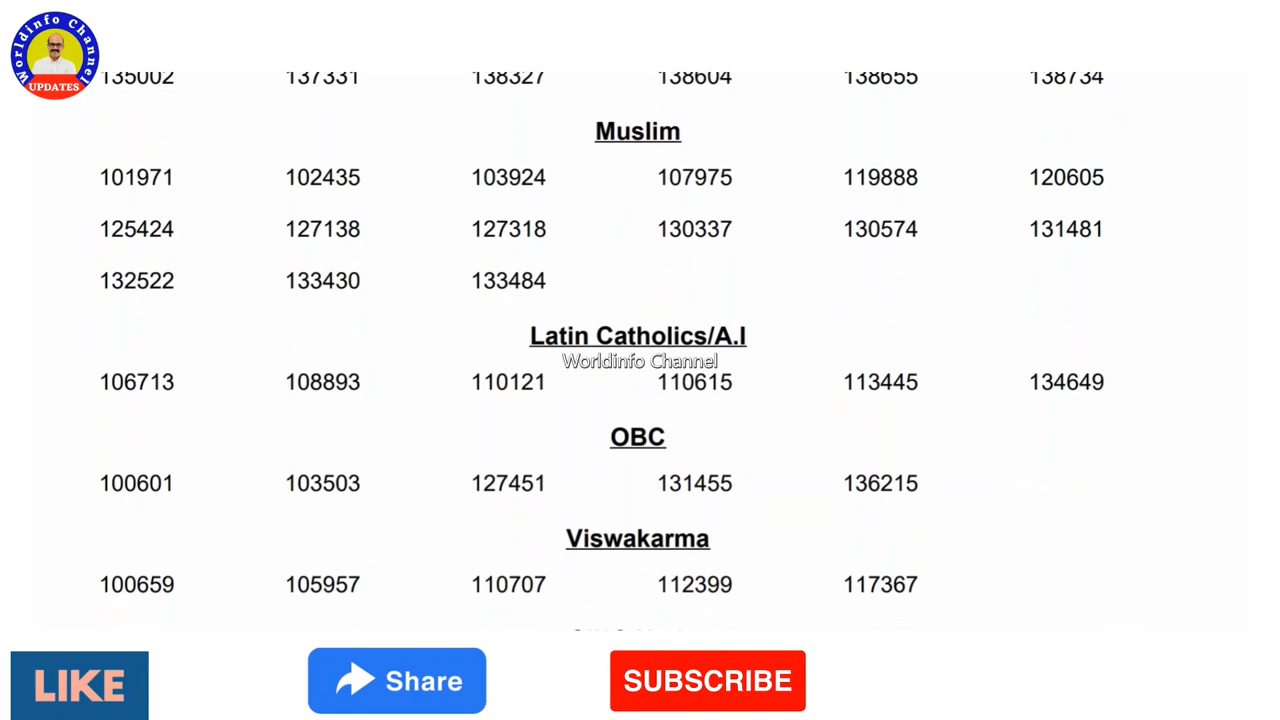 Worldinfo Channel
UPDATES
135002 137331 138327 138604 138655 138734
Muslim
101971 102435 103924 107975 119888 120605
125424 127138 127318 130337 130574 131481
132522 133430 133484
Latin Catholics/A.I
Worldinfo Channel
106713 108893 110121 110615 113445 134649
OBC
100601 103503 127451 131455 136215
Viswakarma
100659 105957 110707 112399 117367
LIKE
Share
SUBSCRIBE